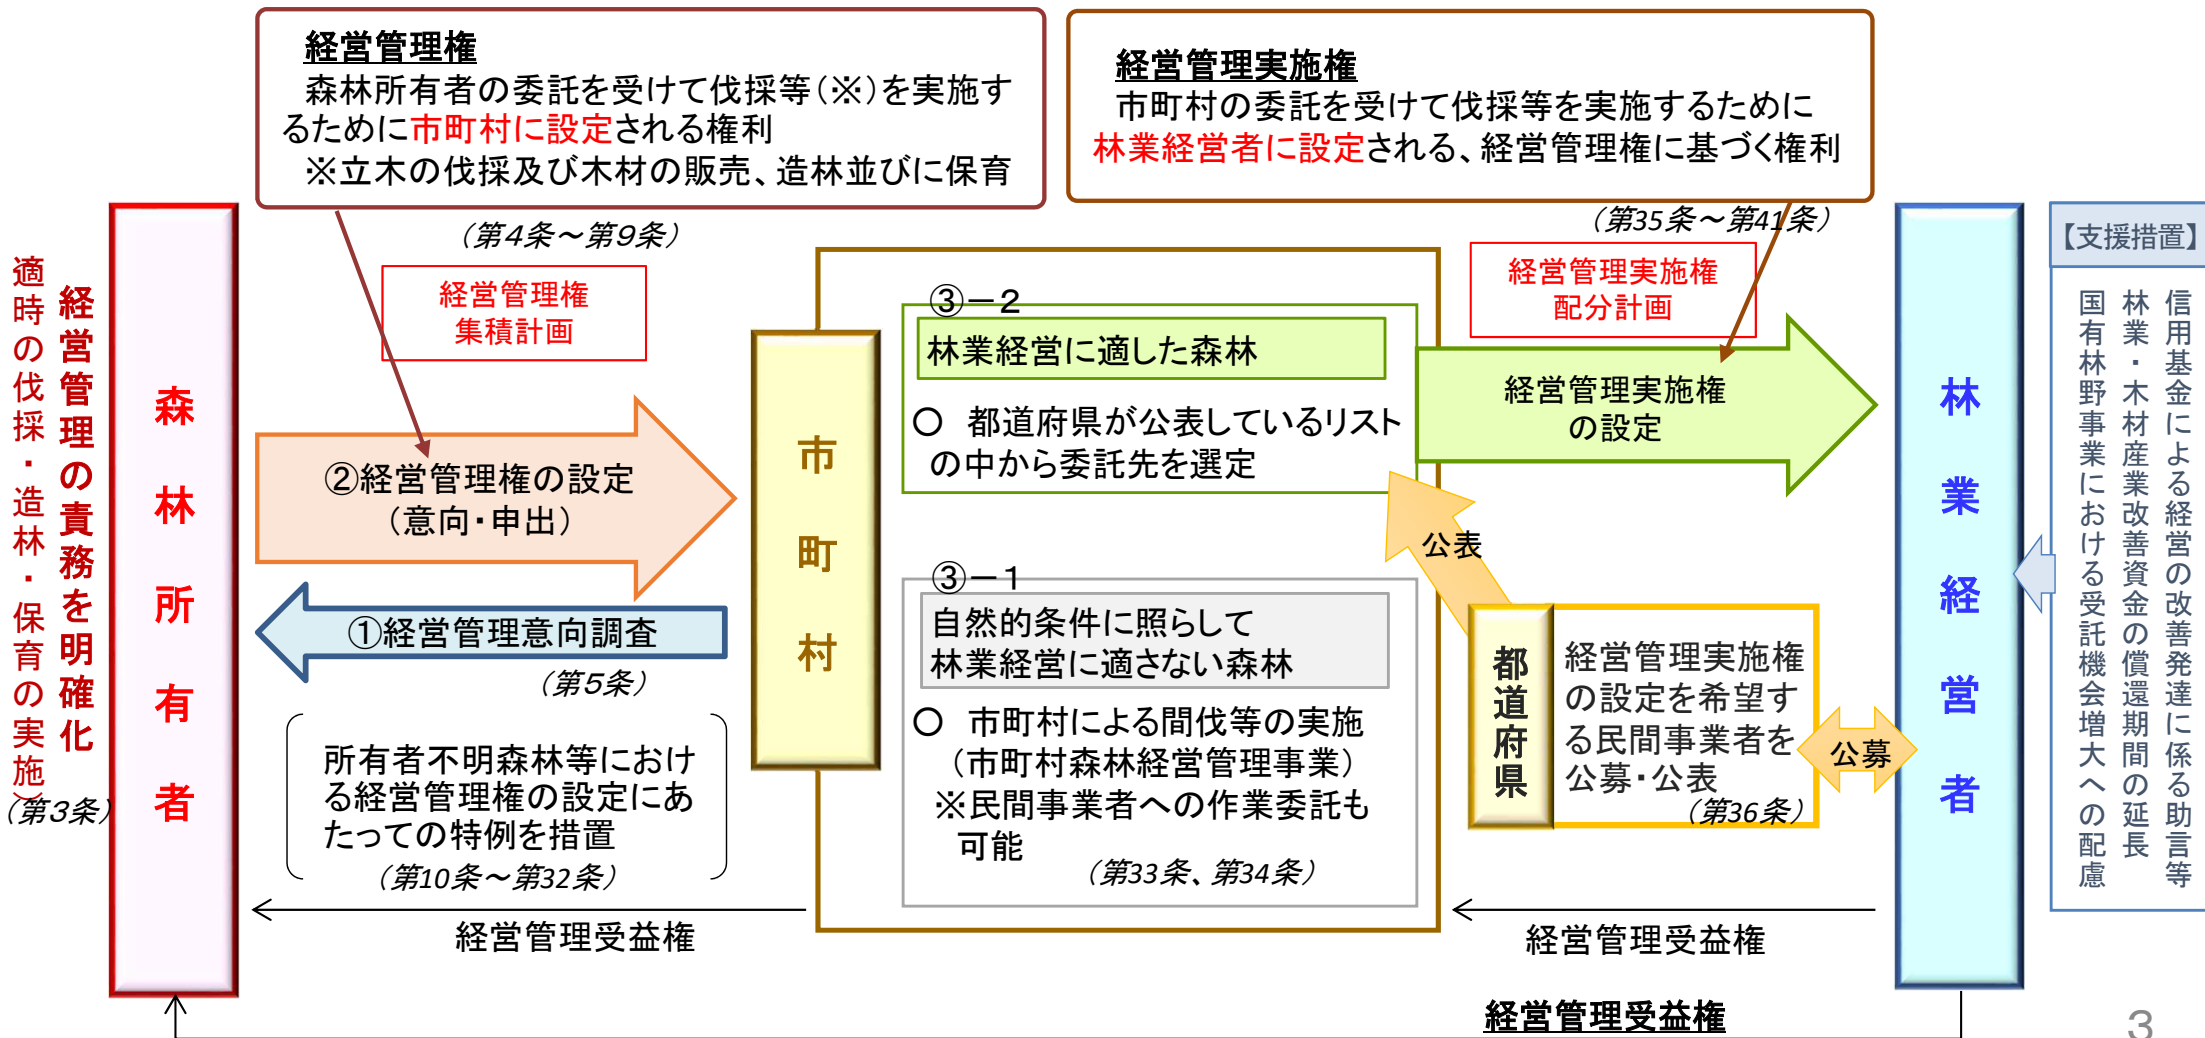 経営管理権
森林所有者の委託を受けて伐採等(※)を実施す
るために市町村に設定される権利
※立木の伐採及び木材の販売、造林並びに保育
経営管理実施権
市町村の委託を受けて伐採等を実施するために
林業経営者に設定される、経営管理権に基づく権利
（第4条～第9条）
（第35条～第41条）
経営管理の責務を明確化
適時の伐採・造林・保育の実施）
（第3条）
森林所有者
経営管理権
集積計画
②経営管理権の設定
（意向・申出）
①経営管理意向調査
（第5条）
所有者不明森林等におけ
る経営管理権の設定にあ
たっての特例を措置
（第10条～第32条）
経営管理受益権
市町村
③－2
林業経営に適した森林
○　都道府県が公表しているリスト
の中から委託先を選定
③－1
自然的条件に照らして
林業経営に適さない森林
○　市町村による間伐等の実施
（市町村森林経営管理事業）
※民間事業者への作業委託も
可能
（第33条、第34条）
経営管理実施権
配分計画
経営管理実施権
の設定
公表
都道府県
経営管理実施権
の設定を希望す
る民間事業者を
公募・公表
（第36条）
公募
経営管理受益権
経営管理受益権
林業経営者
【支援措置】
信用基金による経営の改善発達に係る助言等
林業・木材産業改善資金の償還期間の延長
国有林野事業における受託機会増大への配慮
3